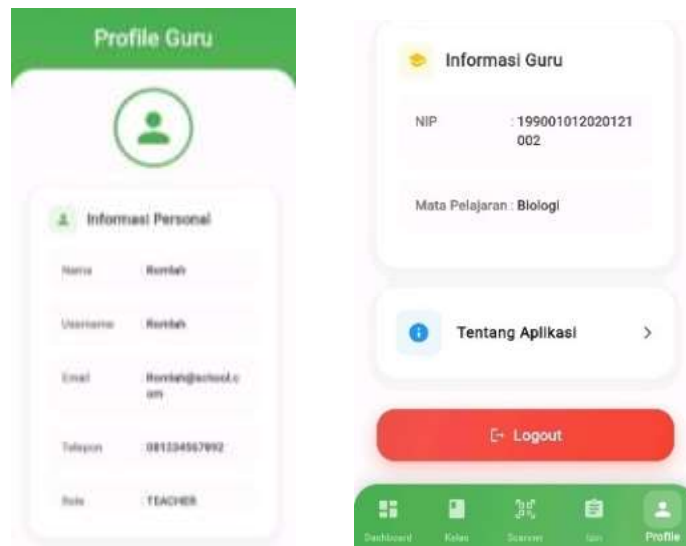 Profile Guru
Informasi Personal
Nama : Romlah
Username : Romlah
Email : Romlah@school.c
om
Telepon : 081234567892
Role : TEACHER
Informasi Guru
NIP : 199001012020121
002
Mata Pelajaran : Biologi
Tentang Aplikasi
Logout
Dashboard Kelas Scanner Izin Profile